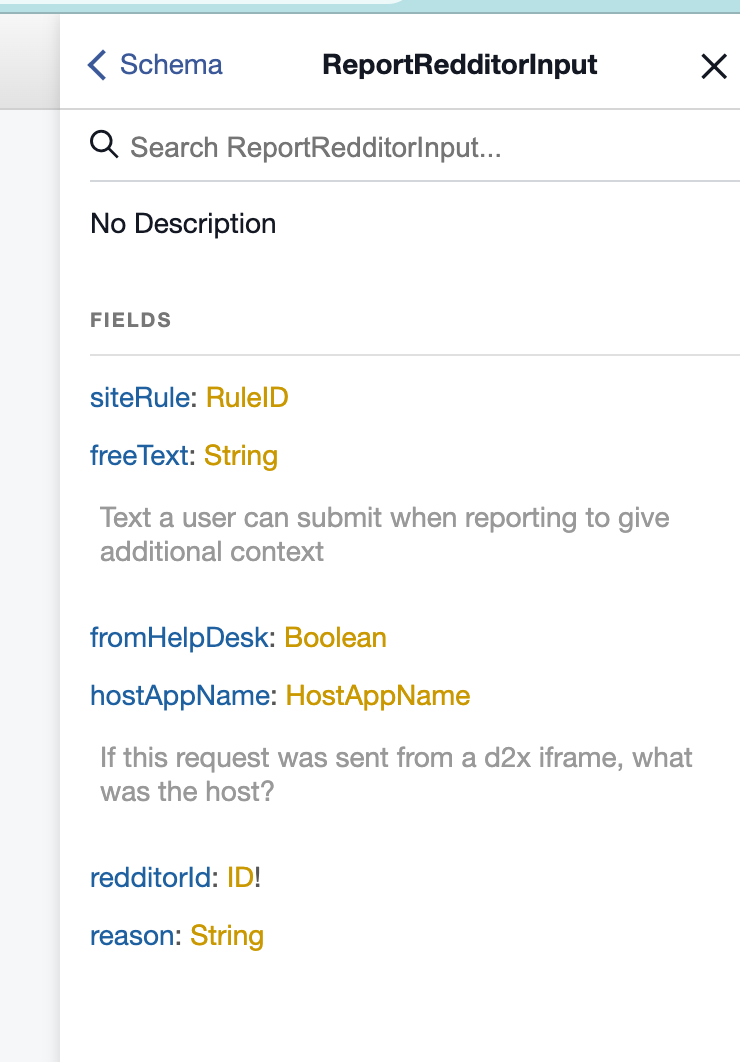 Schema
ReportRedditorInput
Search ReportRedditorInput...
No Description
FIELDS
siteRule: RuleID
freeText: String
Text a user can submit when reporting to give
additional context
fromHelpDesk: Boolean
hostAppName: HostAppName
If this request was sent from a d2x iframe, what
was the host?
redditorId: ID!
reason: String